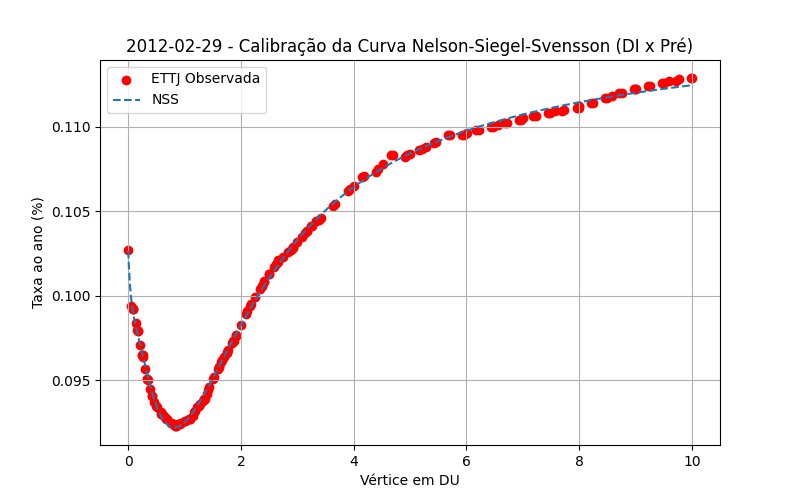 2012-02-29 - Calibração da Curva Nelson-Siegel-Svensson (DI x Pré)
ETTJ Observada
NSS
Taxa ao ano (%)
0.110
0.105
0.100
0.095
0 2 4 6 8 10
Vértice em DU